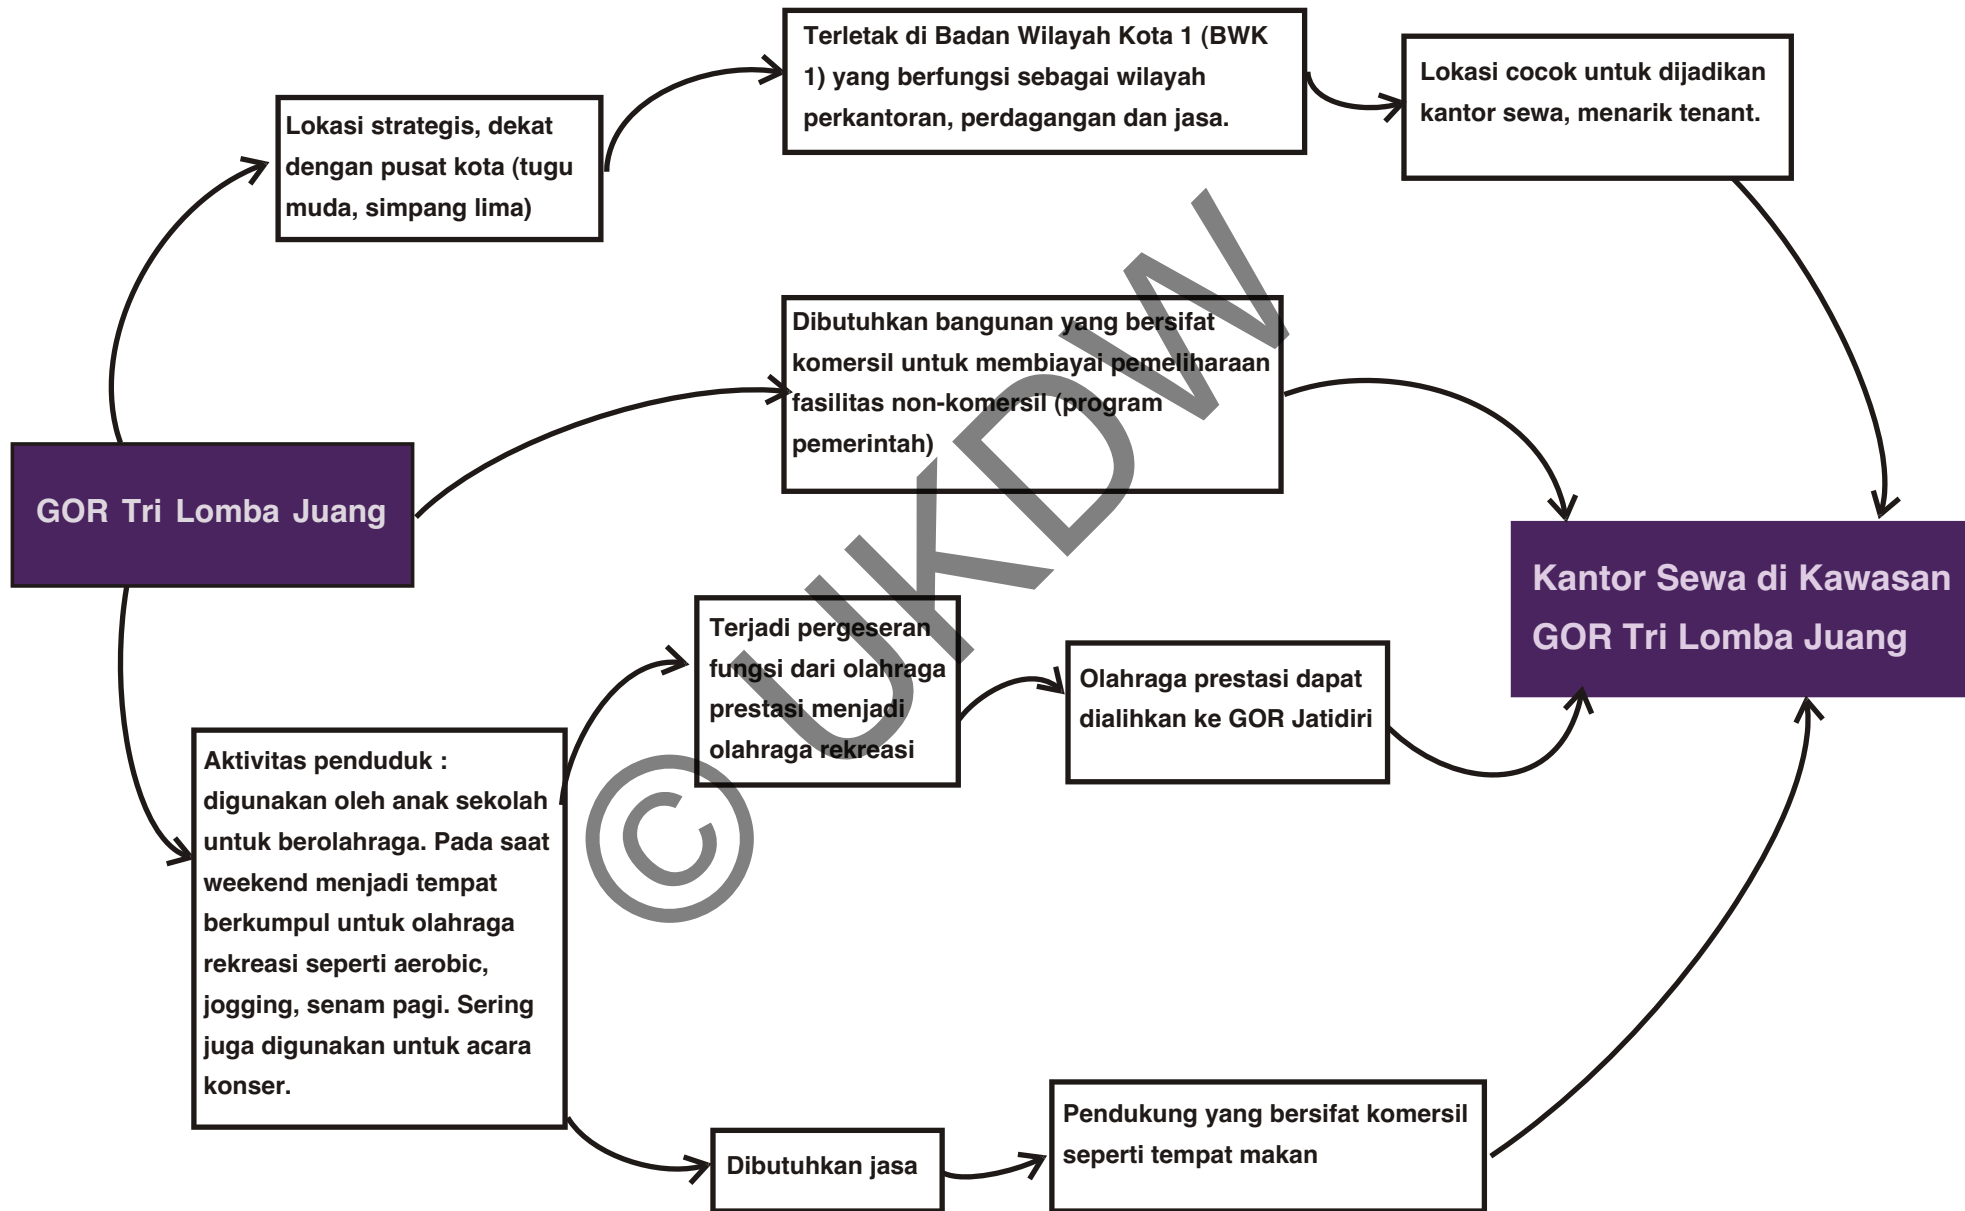 Terletak di Badan Wilayah Kota 1 (BWK
1) yang berfungsi sebagai wilayah
perkantoran, perdagangan dan jasa.
Lokasi cocok untuk dijadikan
kantor sewa, menarik tenant.
Lokasi strategis, dekat
dengan pusat kota (tugu
muda, simpang lima)
Dibutuhkan bangunan yang bersifat
komersil untuk membiayai pemeliharaan
fasilitas non-komersil (program
pemerintah)
GOR Tri Lomba Juang
Kantor Sewa di Kawasan
GOR Tri Lomba Juang
Terjadi pergeseran
fungsi dari olahraga
prestasi menjadi
olahraga rekreasi
Olahraga prestasi dapat
dialihkan ke GOR Jatidiri
Aktivitas penduduk :
digunakan oleh anak sekolah
untuk berolahraga. Pada saat
weekend menjadi tempat
berkumpul untuk olahraga
rekreasi seperti aerobic,
jogging, senam pagi. Sering
juga digunakan untuk acara
konser.
Dibutuhkan jasa
Pendukung yang bersifat komersil
seperti tempat makan
© UKDW